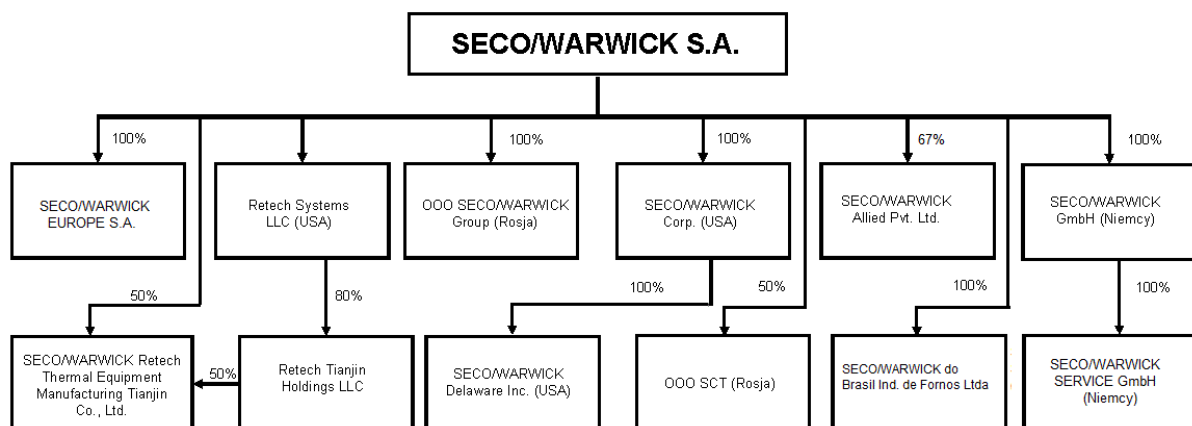 SECO/WARWICK S.A.
100%
100%
100%
67%
100%
SECO/WARWICK
EUROPE S.A.
Retech Systems
LLC (USA)
OOO SECO/WARWICK
Group (Rosja)
SECO/WARWICK
Corp. (USA)
SECO/WARWICK
Allied Pvt. Ltd.
SECO/WARWICK
GmbH (Niemcy)
50%
80%
100%
50%
100%
100%
SECO/WARWICK Retech
Thermal Equipment
Manufacturing Tianjin
Co., Ltd.
50%
Retech Tianjin
Holdings LLC
SECO/WARWICK
Delaware Inc. (USA)
OOO SCT (Rosja)
SECO/WARWICK do
Brasil Ind. de Fornos Ltda
SECO/WARWICK
SERVICE GmbH
(Niemcy)